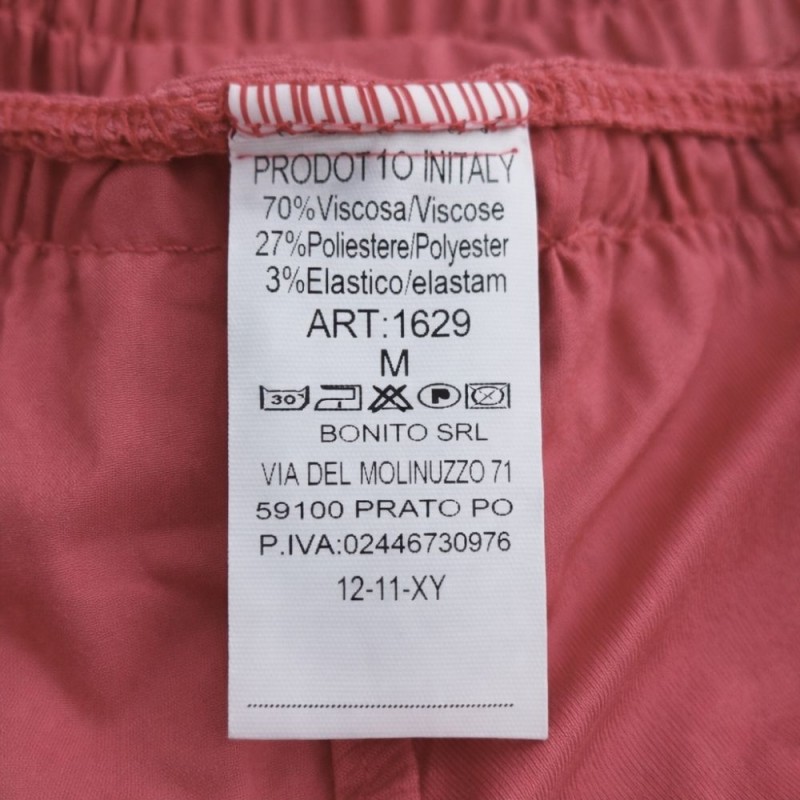 PRODOT1O INITALY
70%Viscosa/Viscose
27%Poliestere/Polyester
3%Elastico/elastam
ART:1629
M
30 P
BONITO SRL
VIA DEL MOLINUZZO 71
59100 PRATO PO
P.IVA:02446730976
12-11-XY